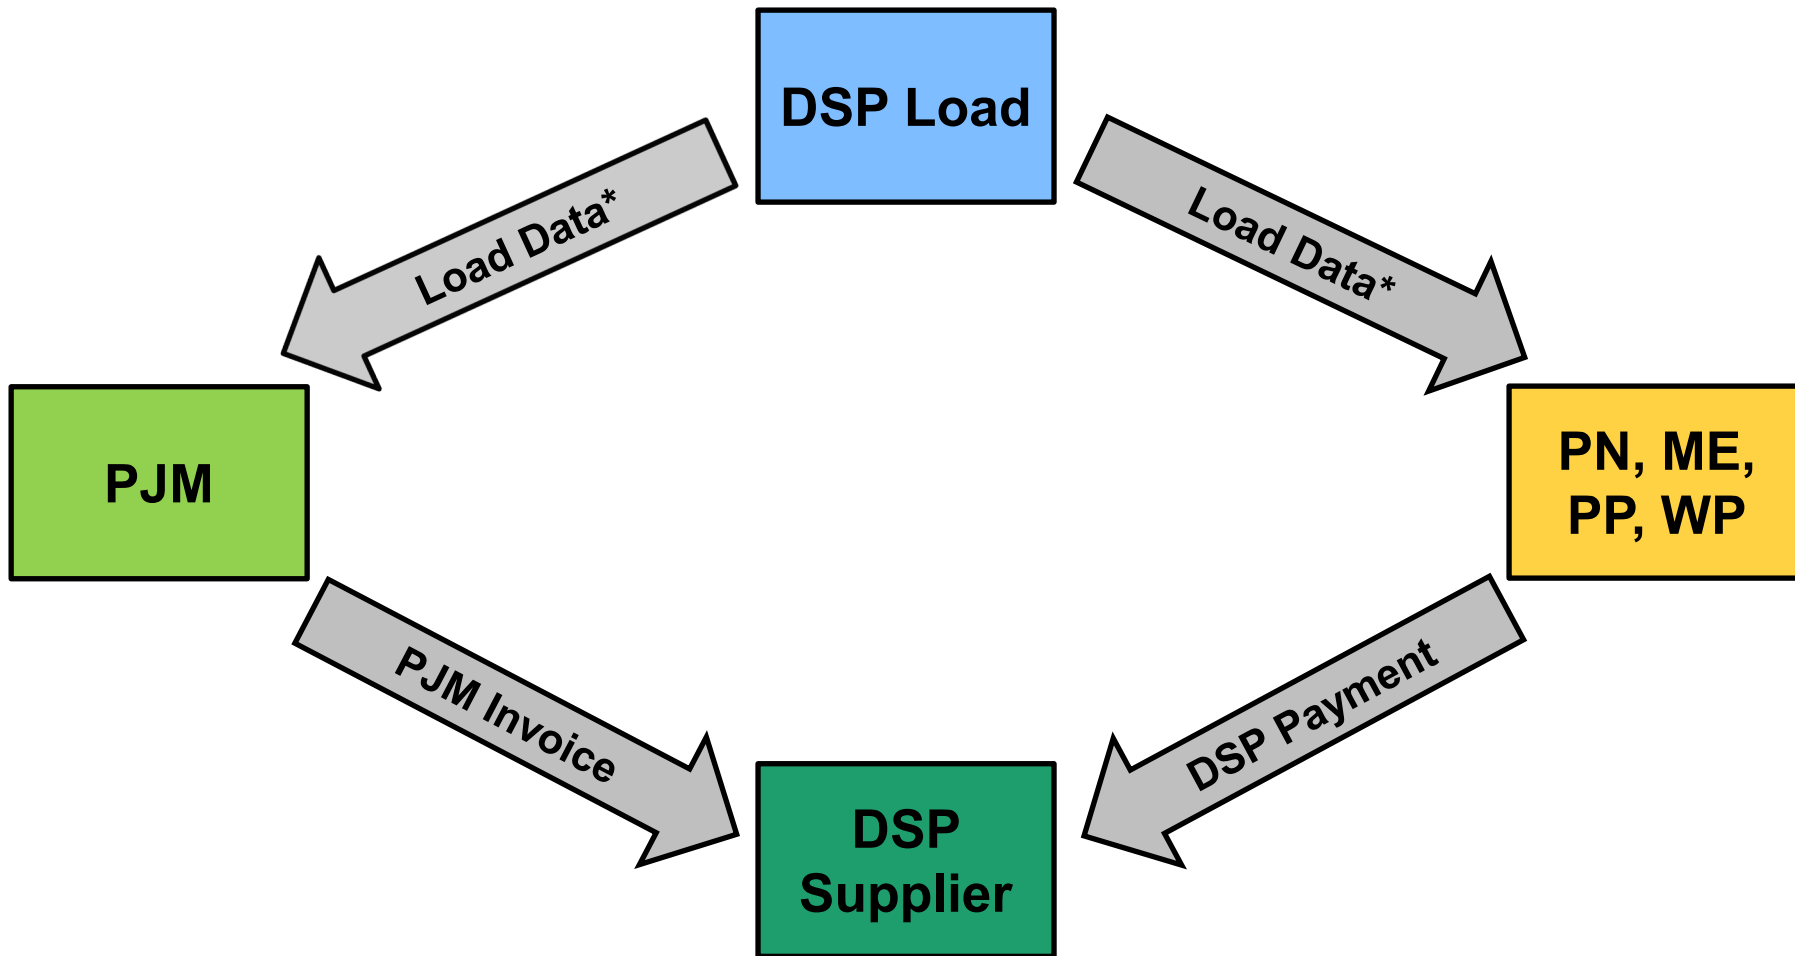 DSP Load
Load Data*
Load Data*
PJM
PN, ME,
PP, WP
PJM Invoice
DSP Payment
DSP
Supplier